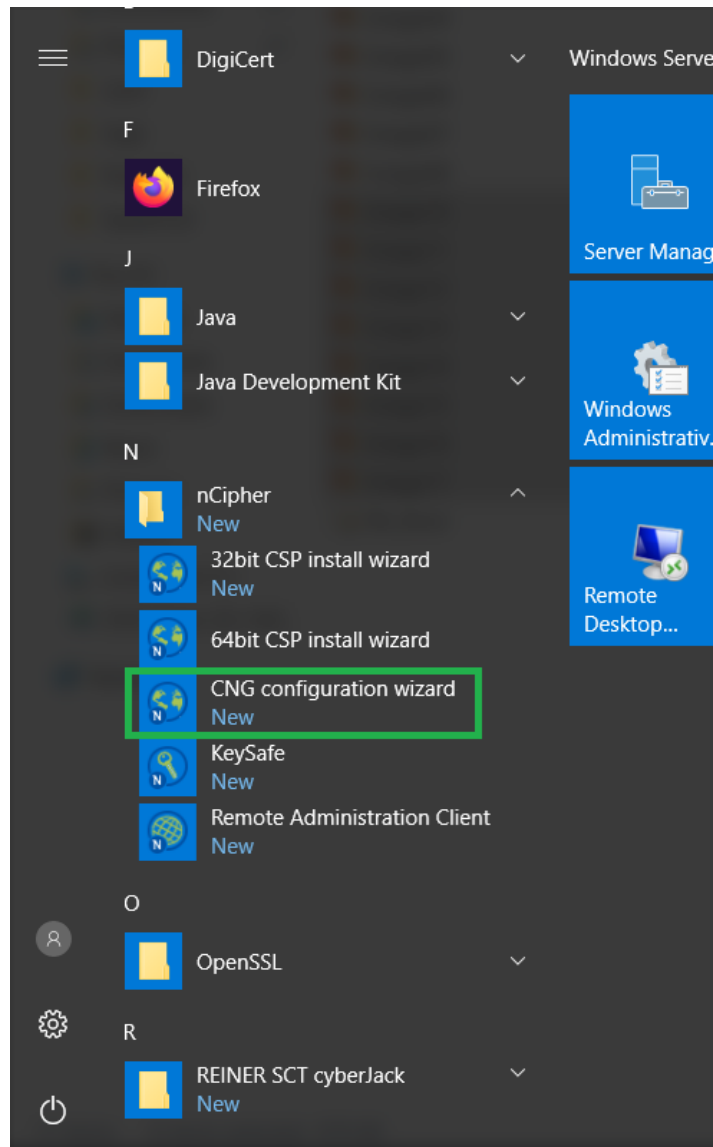 DigiCert
Windows Serve
F
Firefox
Server Manag
J
Java
Java Development Kit
Windows
Administrativ.
N
nCipher
New
32bit CSP install wizard
New
64bit CSP install wizard
Remote
Desktop...
CNG configuration wizard
New
KeySafe
New
Remote Administration Client
New
O
OpenSSL
R
REINER SCT cyberJack
New